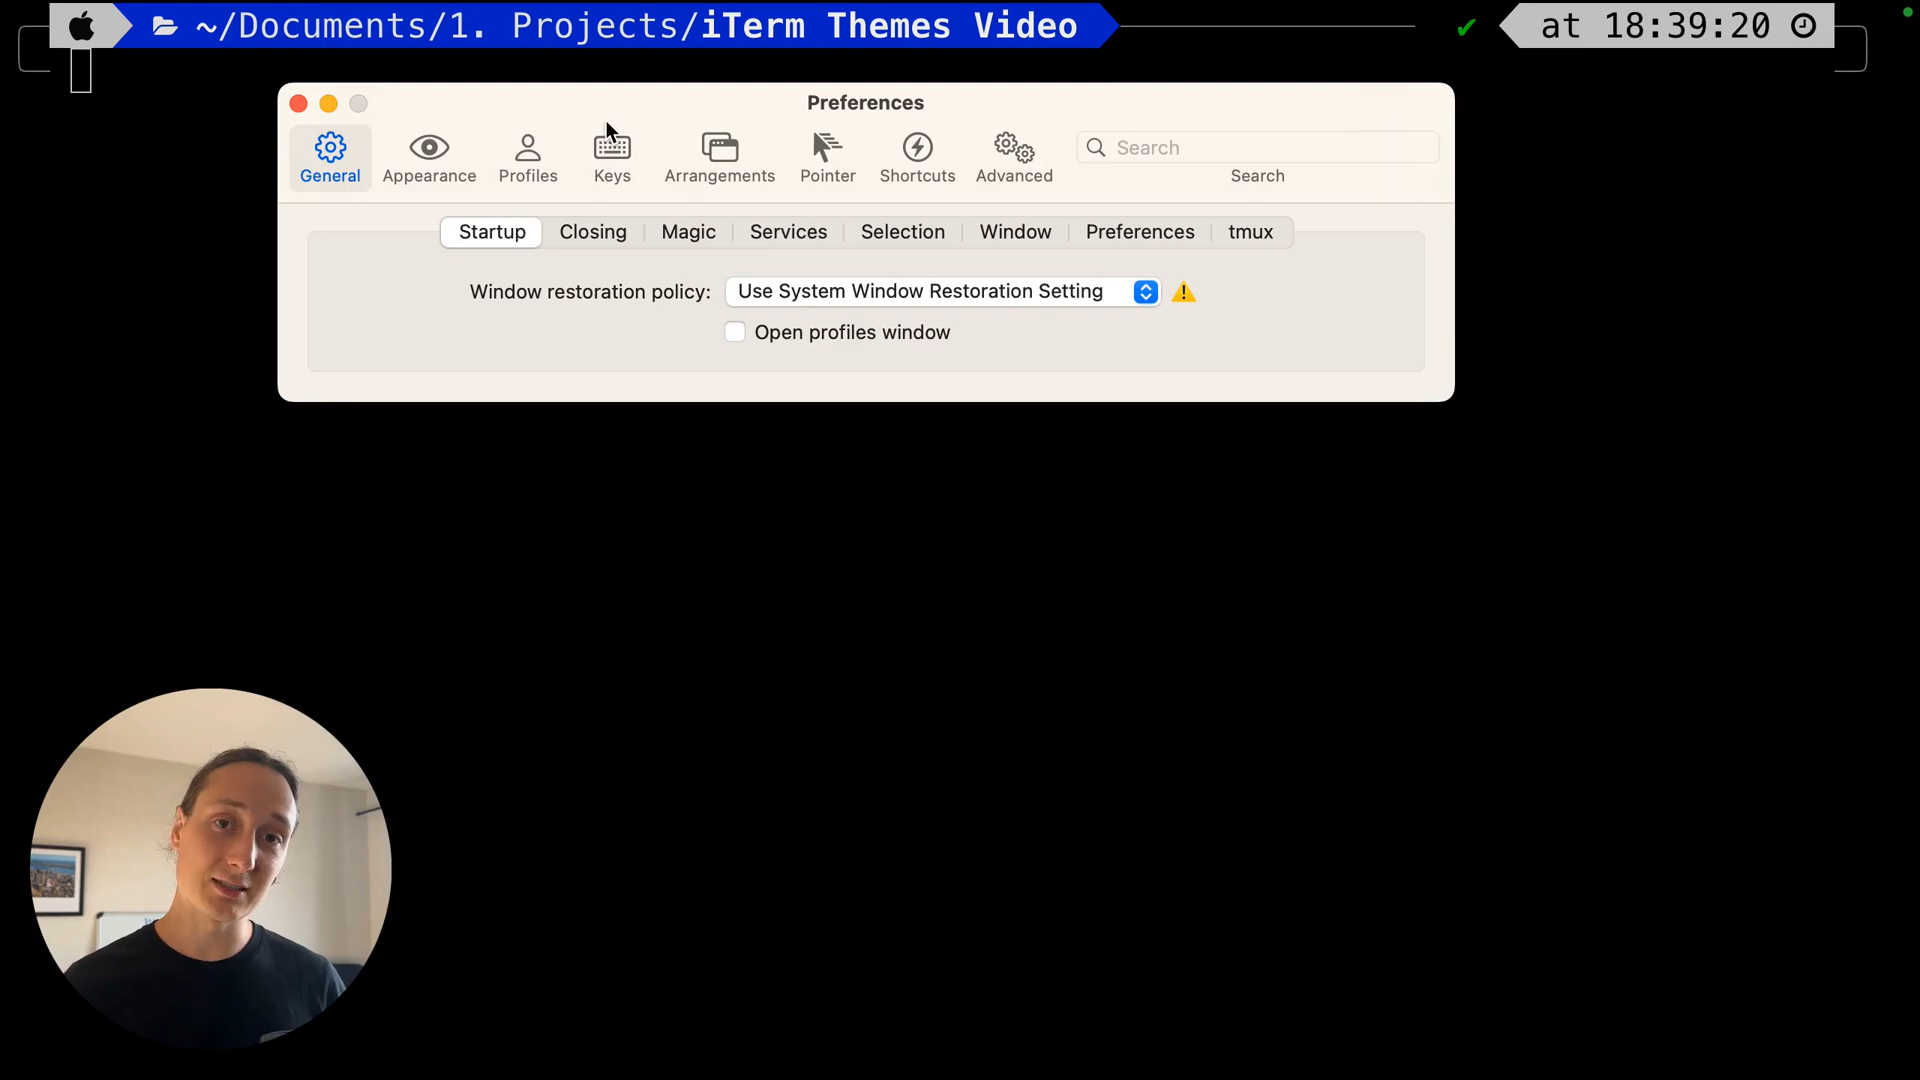 ~/Documents/1. Projects/iTerm Themes Video ✔ at 18:39:20
Preferences
General Appearance Profiles Keys Arrangements Pointer Shortcuts Advanced Search
Search
Startup Closing Magic Services Selection Window Preferences tmux
Window restoration policy: Use System Window Restoration Setting
Open profiles window